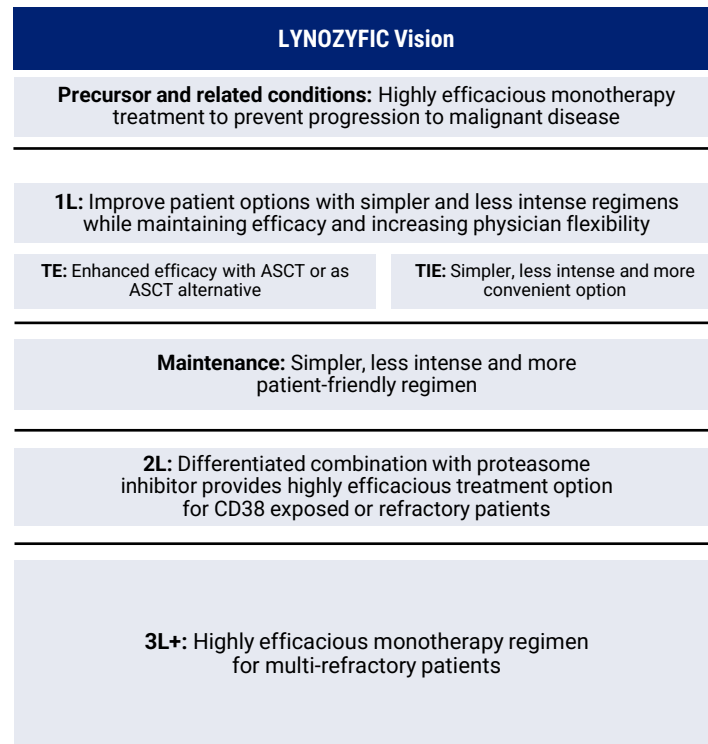 LYNOZYFIC Vision
Precursor and related conditions: Highly efficacious monotherapy
treatment to prevent progression to malignant disease
1L: Improve patient options with simpler and less intense regimens
while maintaining efficacy and increasing physician flexibility
TE: Enhanced efficacy with ASCT or as
ASCT alternative
TIE: Simpler, less intense and more
convenient option
Maintenance: Simpler, less intense and more
patient-friendly regimen
2L: Differentiated combination with proteasome
inhibitor provides highly efficacious treatment option
for CD38 exposed or refractory patients
3L+: Highly efficacious monotherapy regimen
for multi-refractory patients